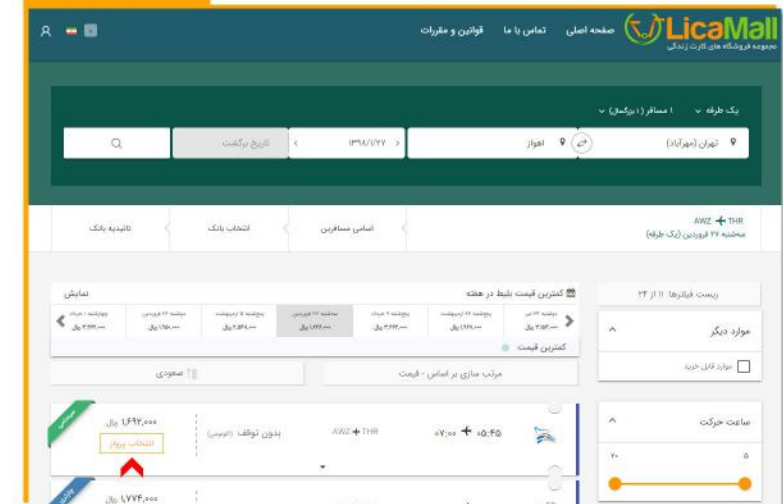 LicaMall
مجموعه فروشگاه های کارت زندگی
صفحه اصلی تماس با ما قوانین و مقررات
یک طرفه ۱ مسافر (۱ بزرگسال)
تهران (مهرآباد) اهواز ۱۳۹۸/۱/۲۷ تاریخ برگشت
AWZ THR
سه‌شنبه ۲۷ فروردین (یک طرفه)
اسامی مسافرین انتخاب بانک تائیدیه بانک
ریست فیلترها: ۱۱ از ۲۴
کمترین قیمت بلیط در هفته نمایش
کمترین قیمت
موارد دیگر
موارد قابل خرید
مرتب سازی بر اساس - قیمت صعودی
ساعت حرکت
۵ ۲۰
۰۵:۴۵ ۰۷:۰۰ AWZ THR بدون توقف (اکونومی) ۱,۶۹۲,۰۰۰ ریال
انتخاب پرواز
سیستمی
۱,۷۷۴,۰۰۰ ریال